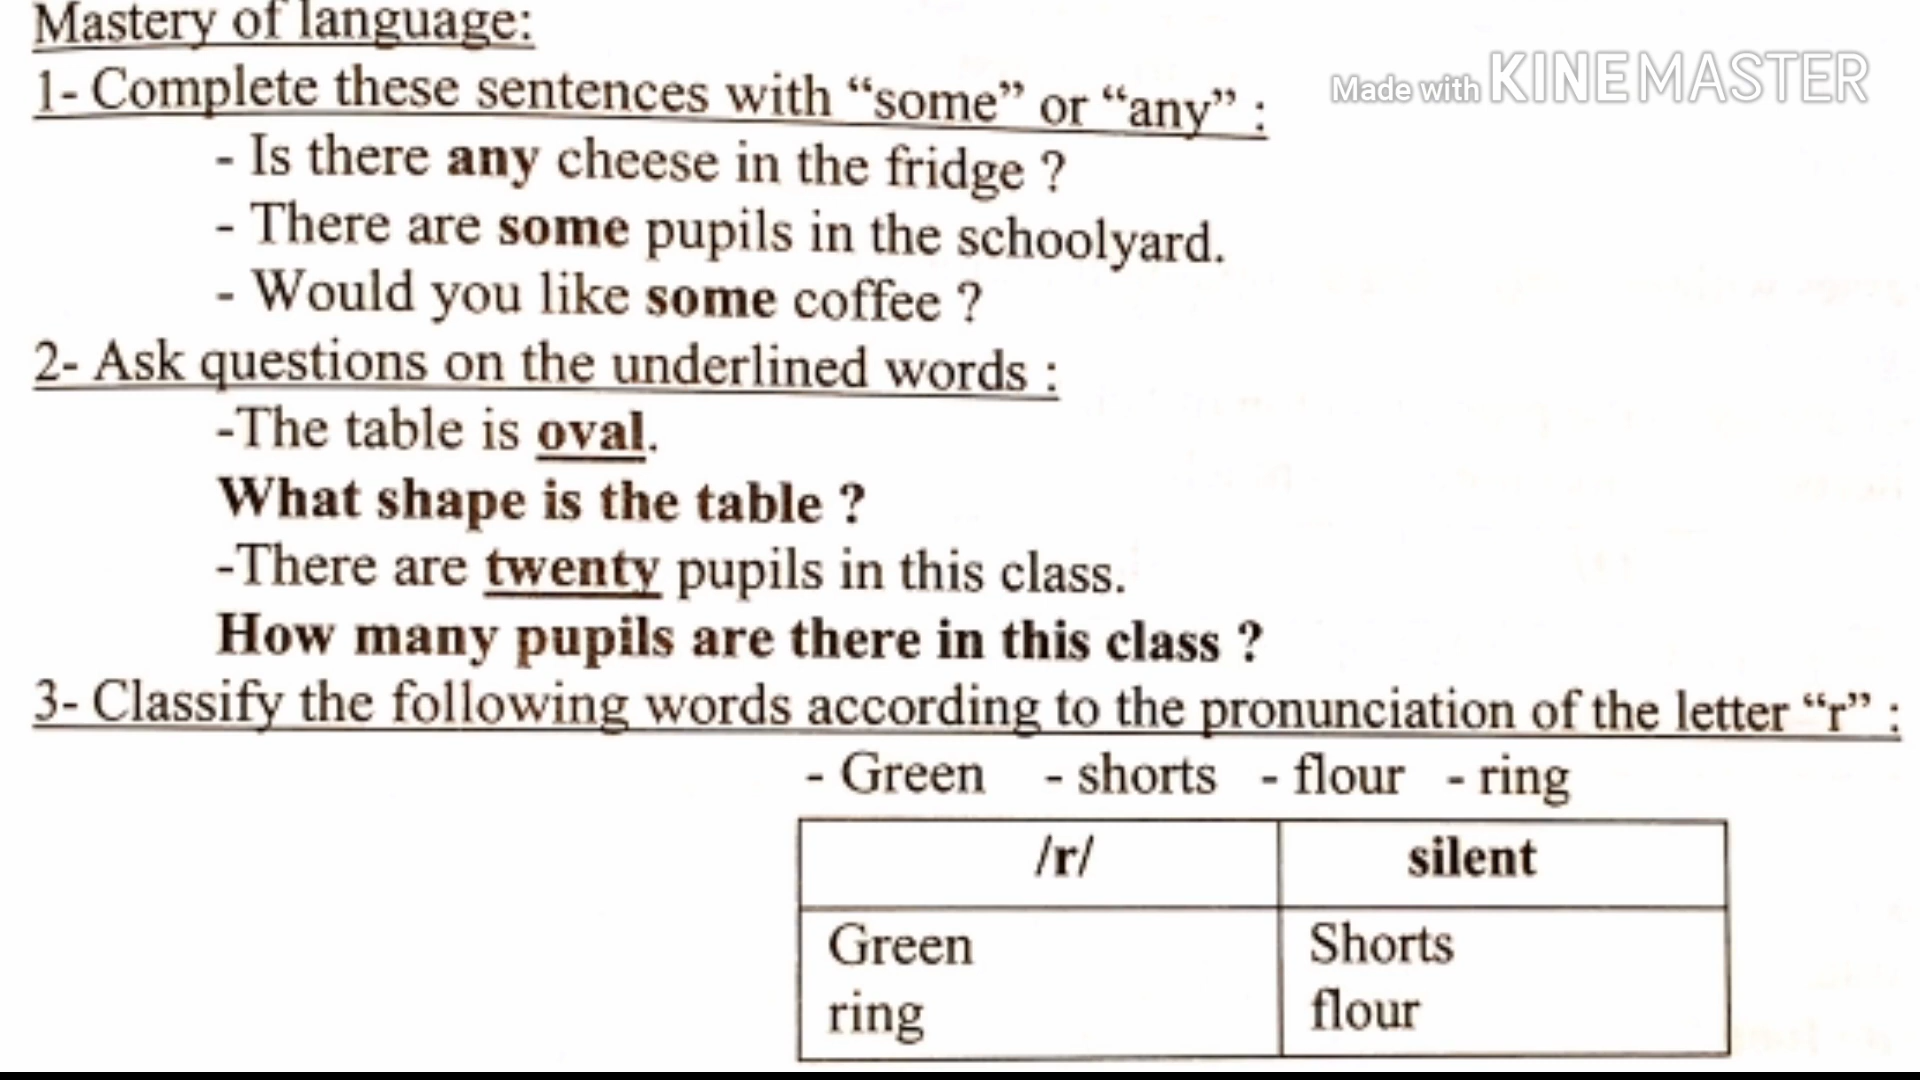 Mastery of language:
Made with KINEMASTER
1- Complete these sentences with “some” or “any” :
- Is there any cheese in the fridge ?
- There are some pupils in the schoolyard.
- Would you like some coffee ?
2- Ask questions on the underlined words :
-The table is oval.
What shape is the table ?
-There are twenty pupils in this class.
How many pupils are there in this class ?
3- Classify the following words according to the pronunciation of the letter “r” :
- Green - shorts - flour - ring
/r/ silent
Green Shorts
ring flour